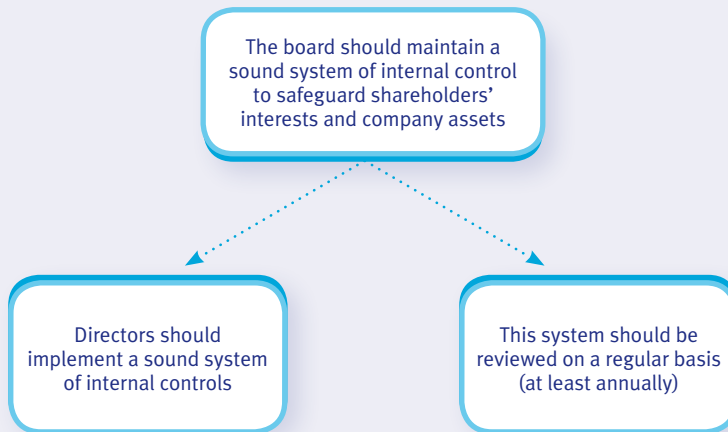 The board should maintain a
sound system of internal control
to safeguard shareholders’
interests and company assets
Directors should
implement a sound system
of internal controls
This system should be
reviewed on a regular basis
(at least annually)